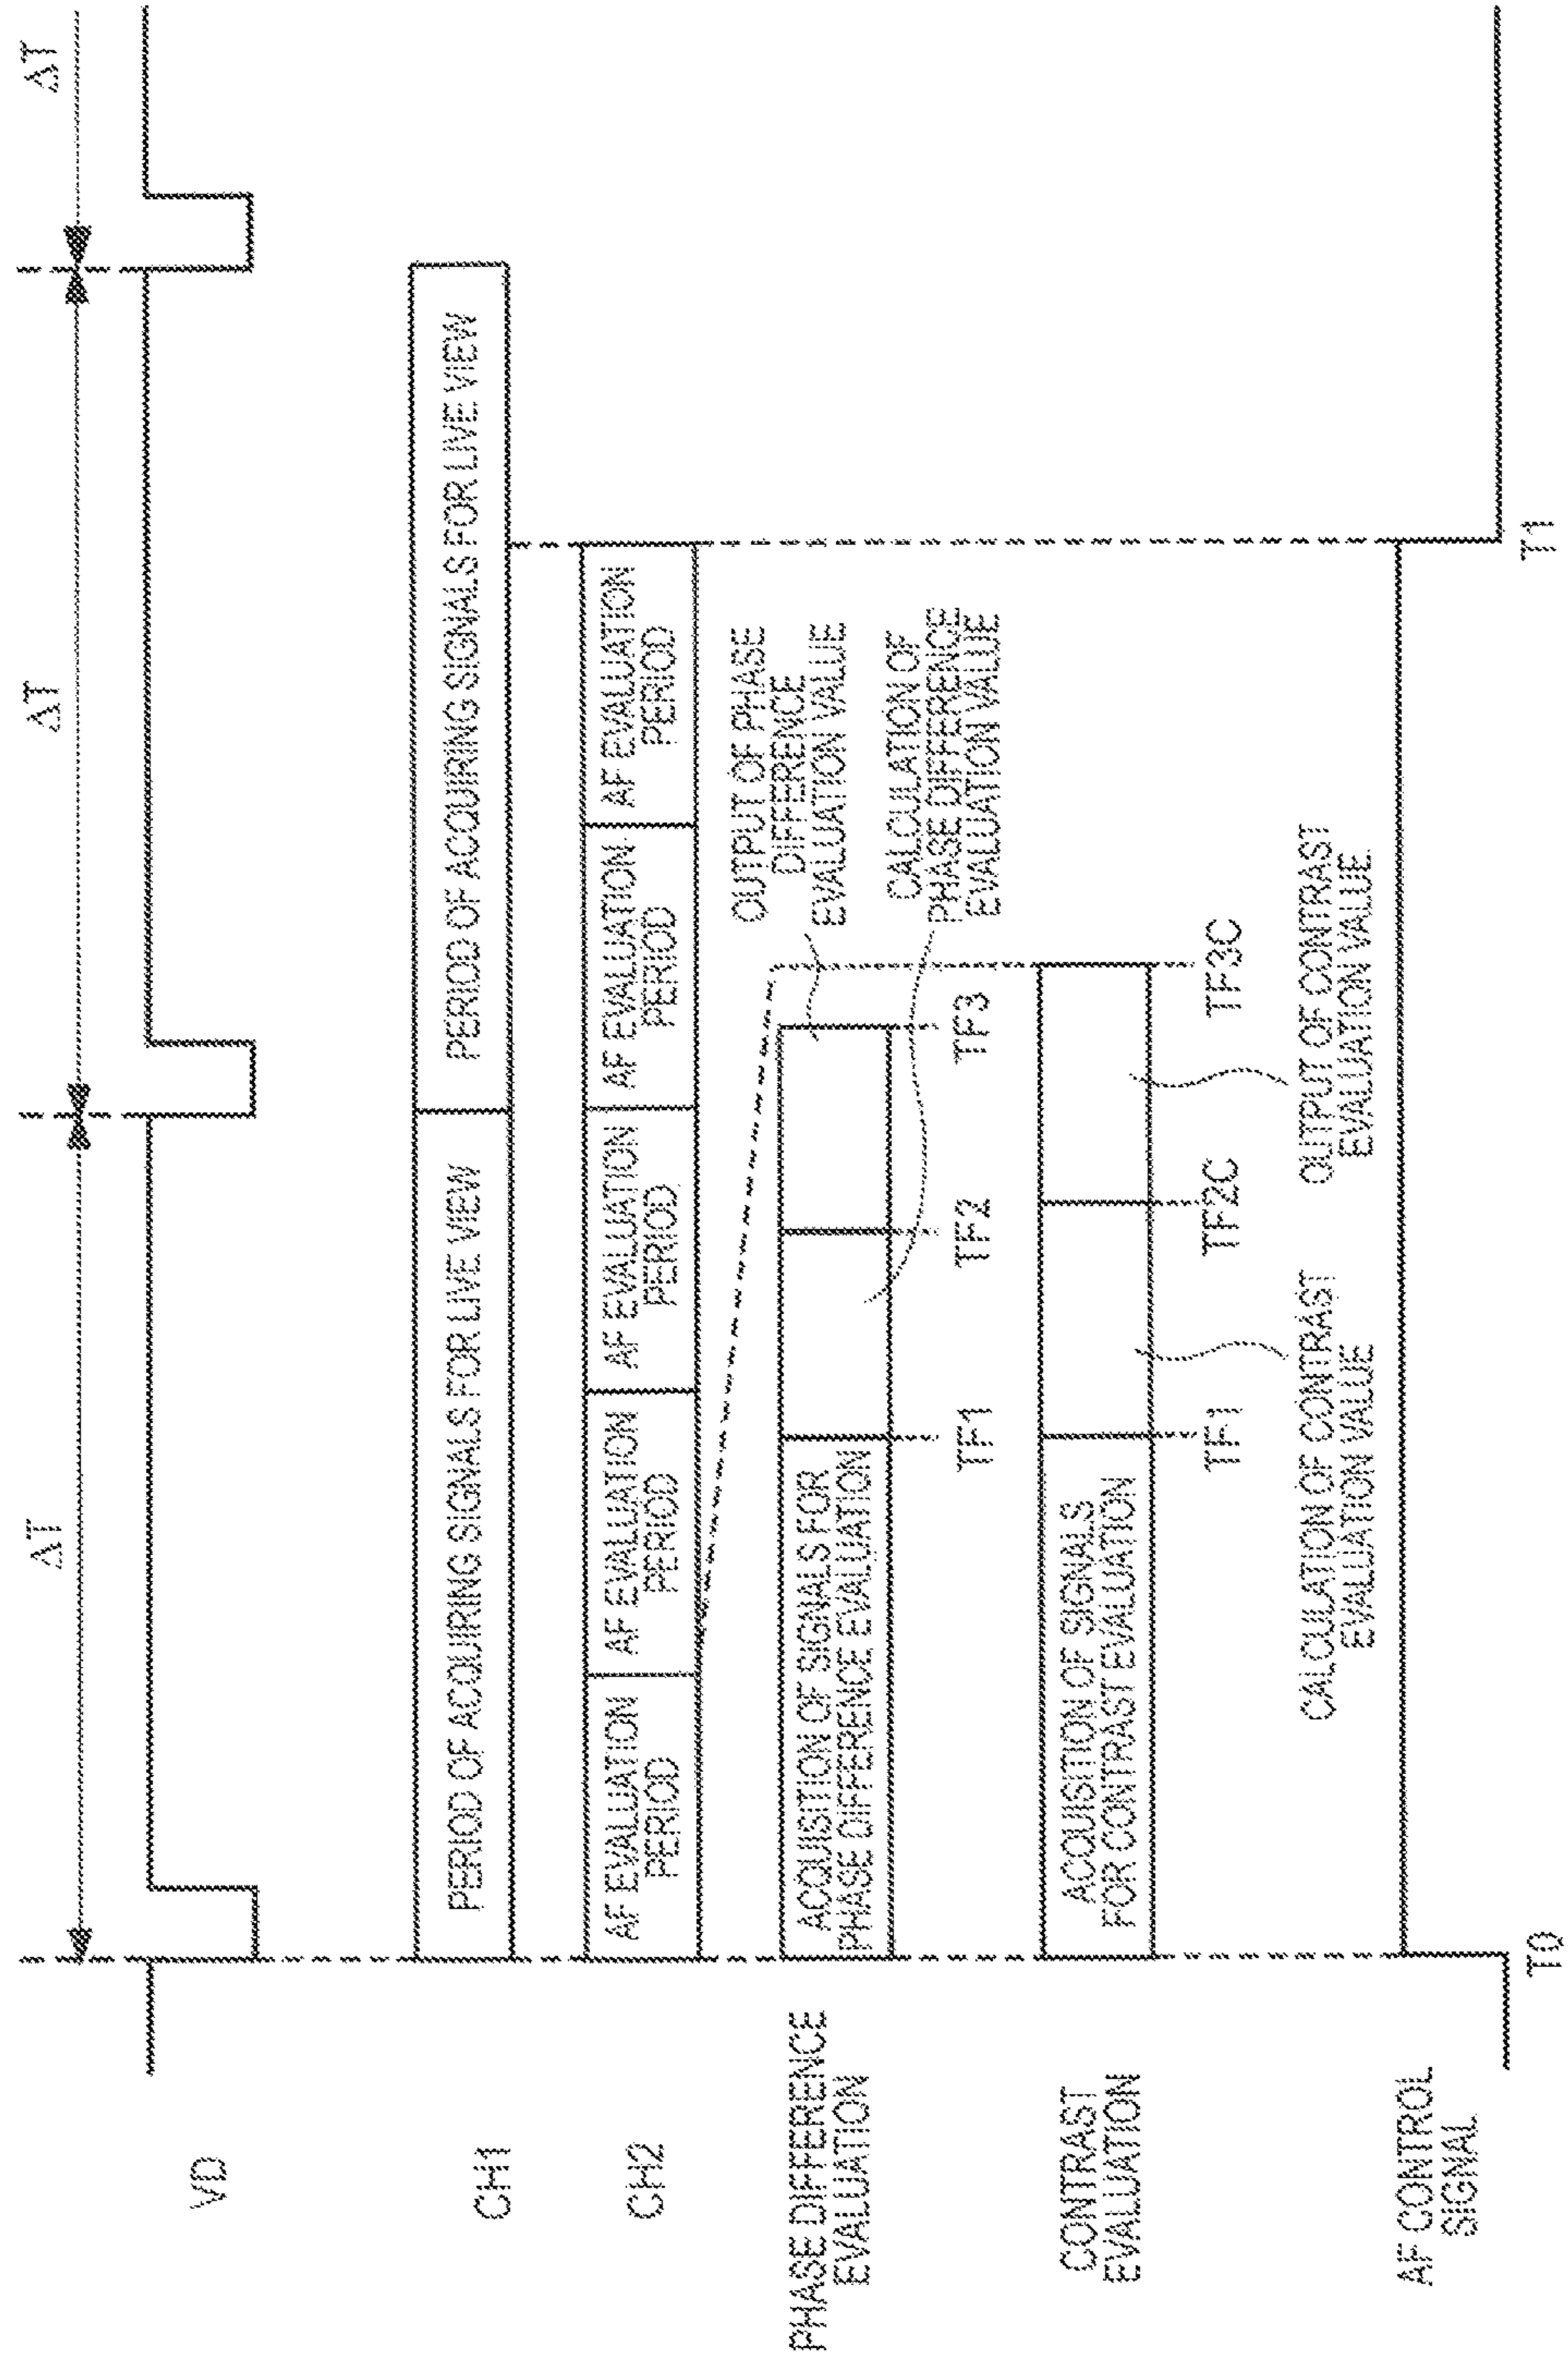 ΔT
ΔT
ΔT
VD
CH1
PERIOD OF ACQUIRING SIGNALS FOR LIVE VIEW
PERIOD OF ACQUIRING SIGNALS FOR LIVE VIEW
CH2
AF EVALUATION
PERIOD
AF EVALUATION
PERIOD
AF EVALUATION
PERIOD
AF EVALUATION
PERIOD
AF EVALUATION
PERIOD
PHASE DIFFERENCE
EVALUATION
ACQUISITION OF SIGNALS FOR
PHASE DIFFERENCE EVALUATION
OUTPUT OF PHASE
DIFFERENCE
EVALUATION VALUE
CALCULATION OF
PHASE DIFFERENCE
EVALUATION VALUE
TF1
TF2
TF3
CONTRAST
EVALUATION
ACQUISITION OF SIGNALS
FOR CONTRAST EVALUATION
TF1
TF2C
TF3C
CALCULATION OF CONTRAST
EVALUATION VALUE
OUTPUT OF CONTRAST
EVALUATION VALUE
AF CONTROL
SIGNAL
T0
T1